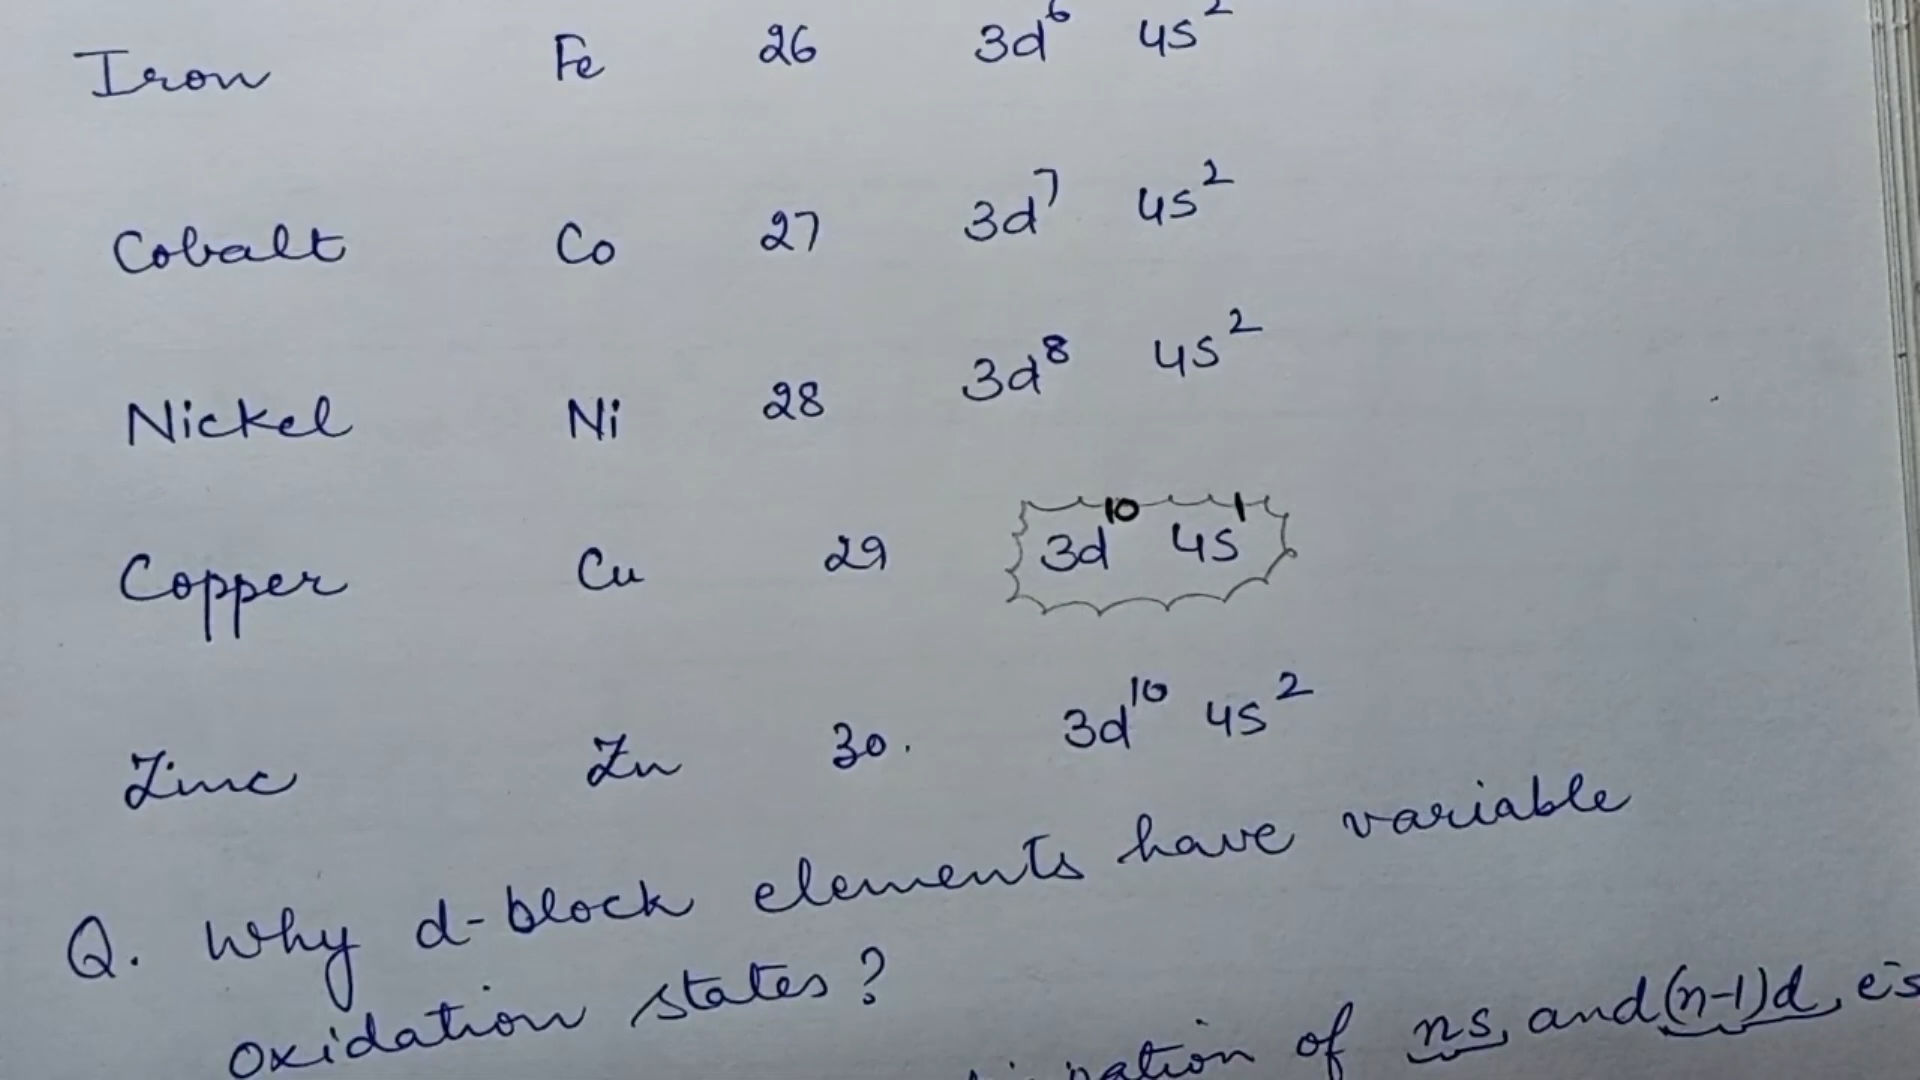 Iron Fe 26 3d⁶ 4s²
Cobalt Co 27 3d⁷ 4s²
Nickel Ni 28 3d⁸ 4s²
Copper Cu 29 3d¹⁰ 4s¹
Zinc Zn 30. 3d¹⁰ 4s²
Q. Why d-block elements have variable
oxidation states?
of ns, and (n-1)d, e⁻s